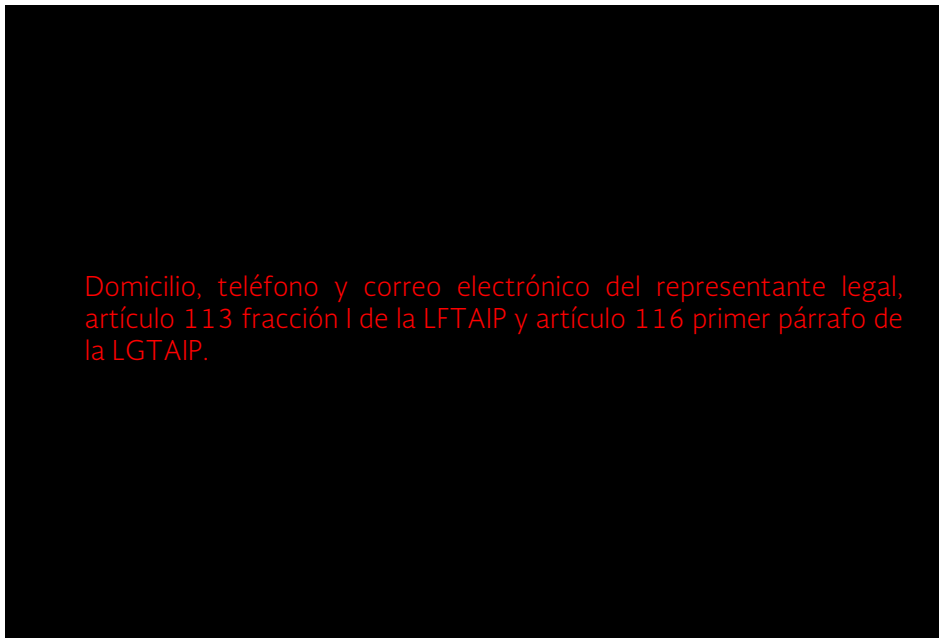 Domicilio, teléfono y correo electrónico del representante legal,
artículo 113 fracción I de la LFTAIP y artículo 116 primer párrafo de
la LGTAIP.